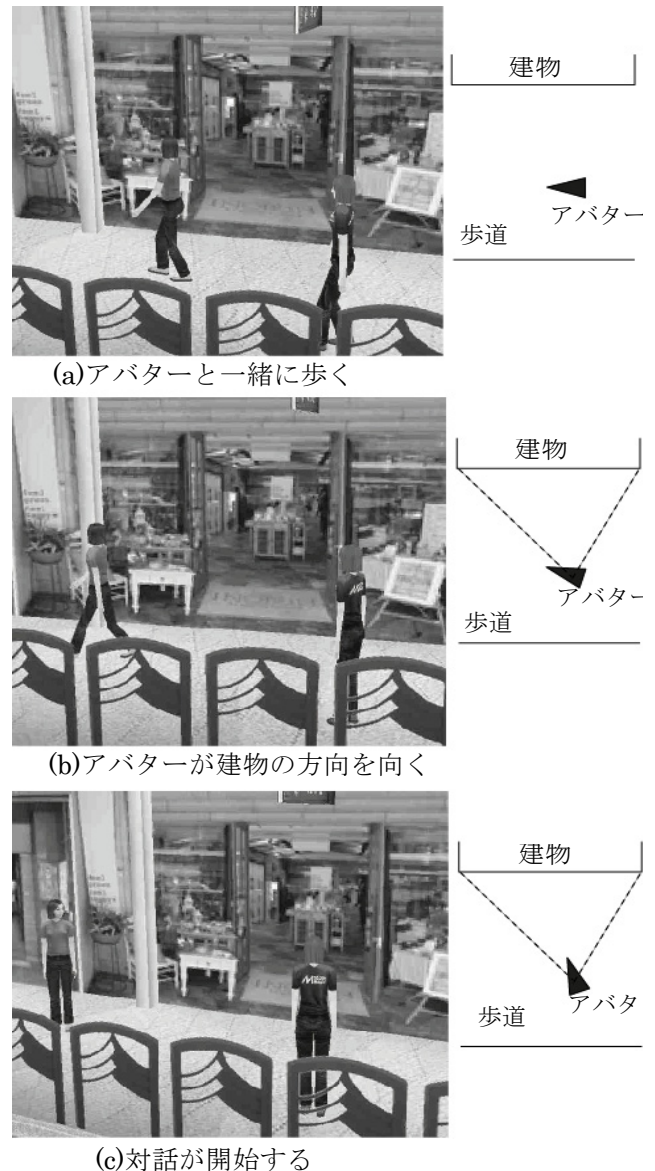 建物
アバター
歩道
(a)アバターと一緒に歩く
建物
アバター
歩道
(b)アバターが建物の方向を向く
建物
アバタ
歩道
(c)対話が開始する